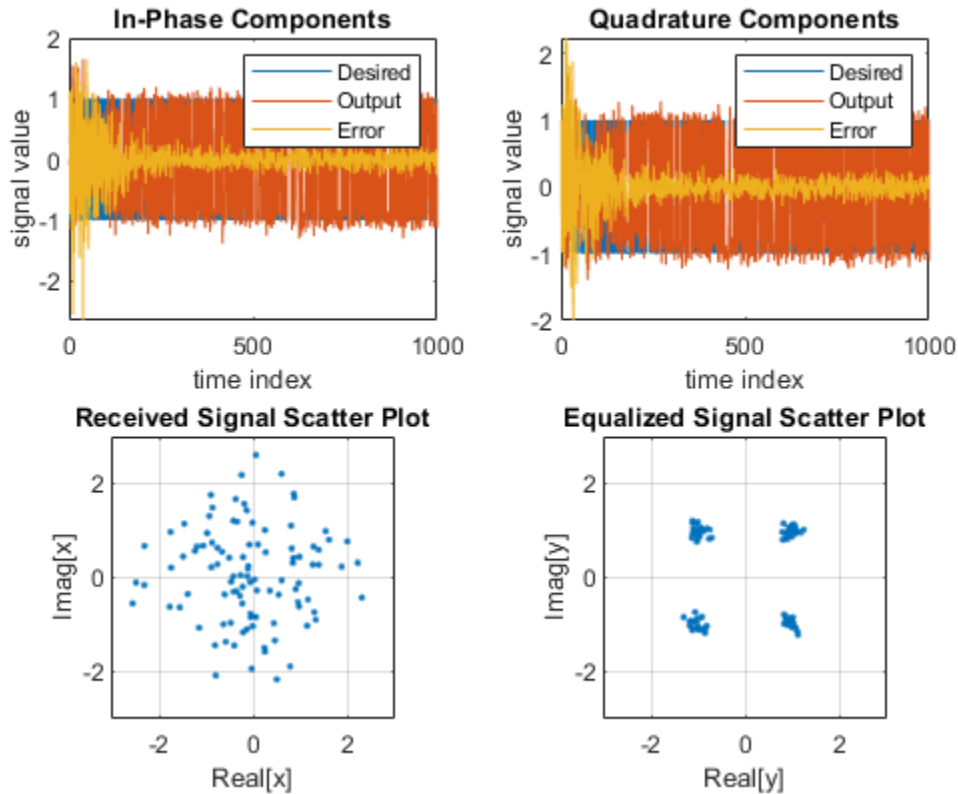 In-Phase Components
2
1
0
-1
-2
signal value
Desired
Output
Error
0
500
1000
time index
Quadrature Components
2
1
0
-1
-2
signal value
Desired
Output
Error
0
500
1000
time index
Received Signal Scatter Plot
2
0
-2
Imag[x]
-2
0
2
Real[x]
Equalized Signal Scatter Plot
2
0
-2
Imag[y]
-2
0
2
Real[y]